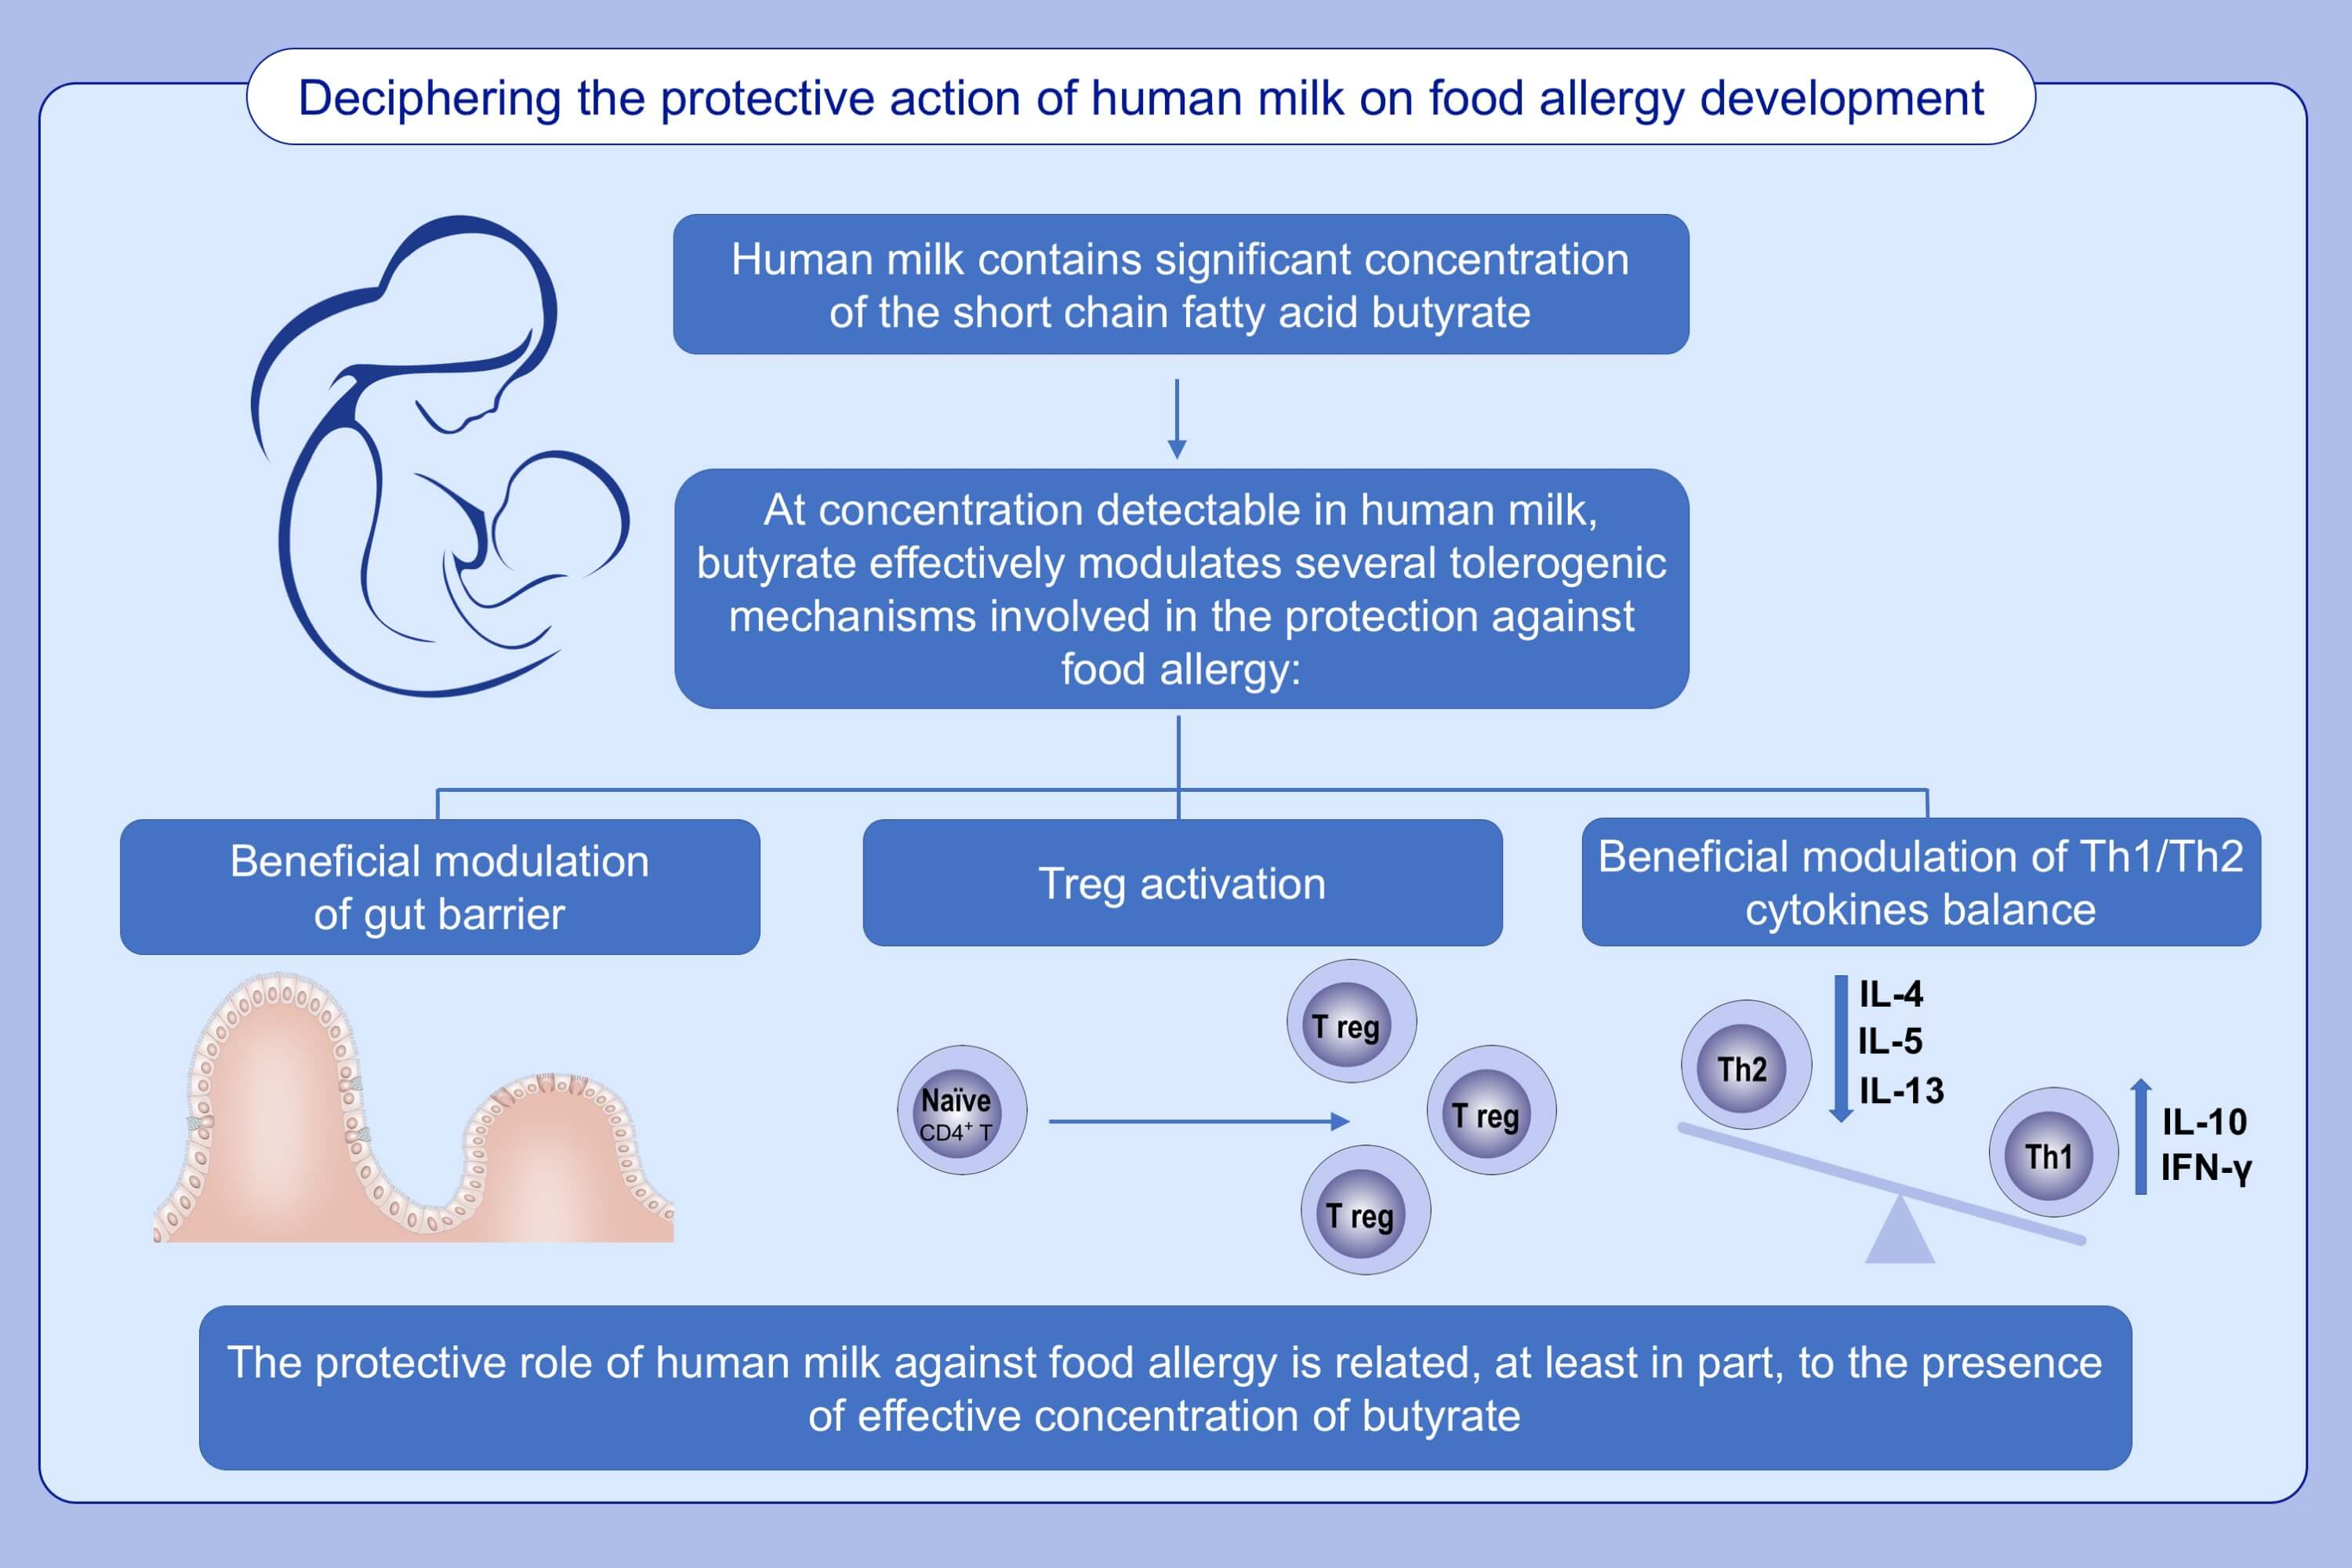 Deciphering the protective action of human milk on food allergy development
Human milk contains significant concentration
of the short chain fatty acid butyrate
At concentration detectable in human milk,
butyrate effectively modulates several tolerogenic
mechanisms involved in the protection against
food allergy:
Beneficial modulation
of gut barrier
Treg activation
Beneficial modulation of Th1/Th2
cytokines balance
Naïve
CD4⁺ T
T reg
T reg
T reg
Th2
IL-4
IL-5
IL-13
Th1
IL-10
IFN-γ
The protective role of human milk against food allergy is related, at least in part, to the presence
of effective concentration of butyrate